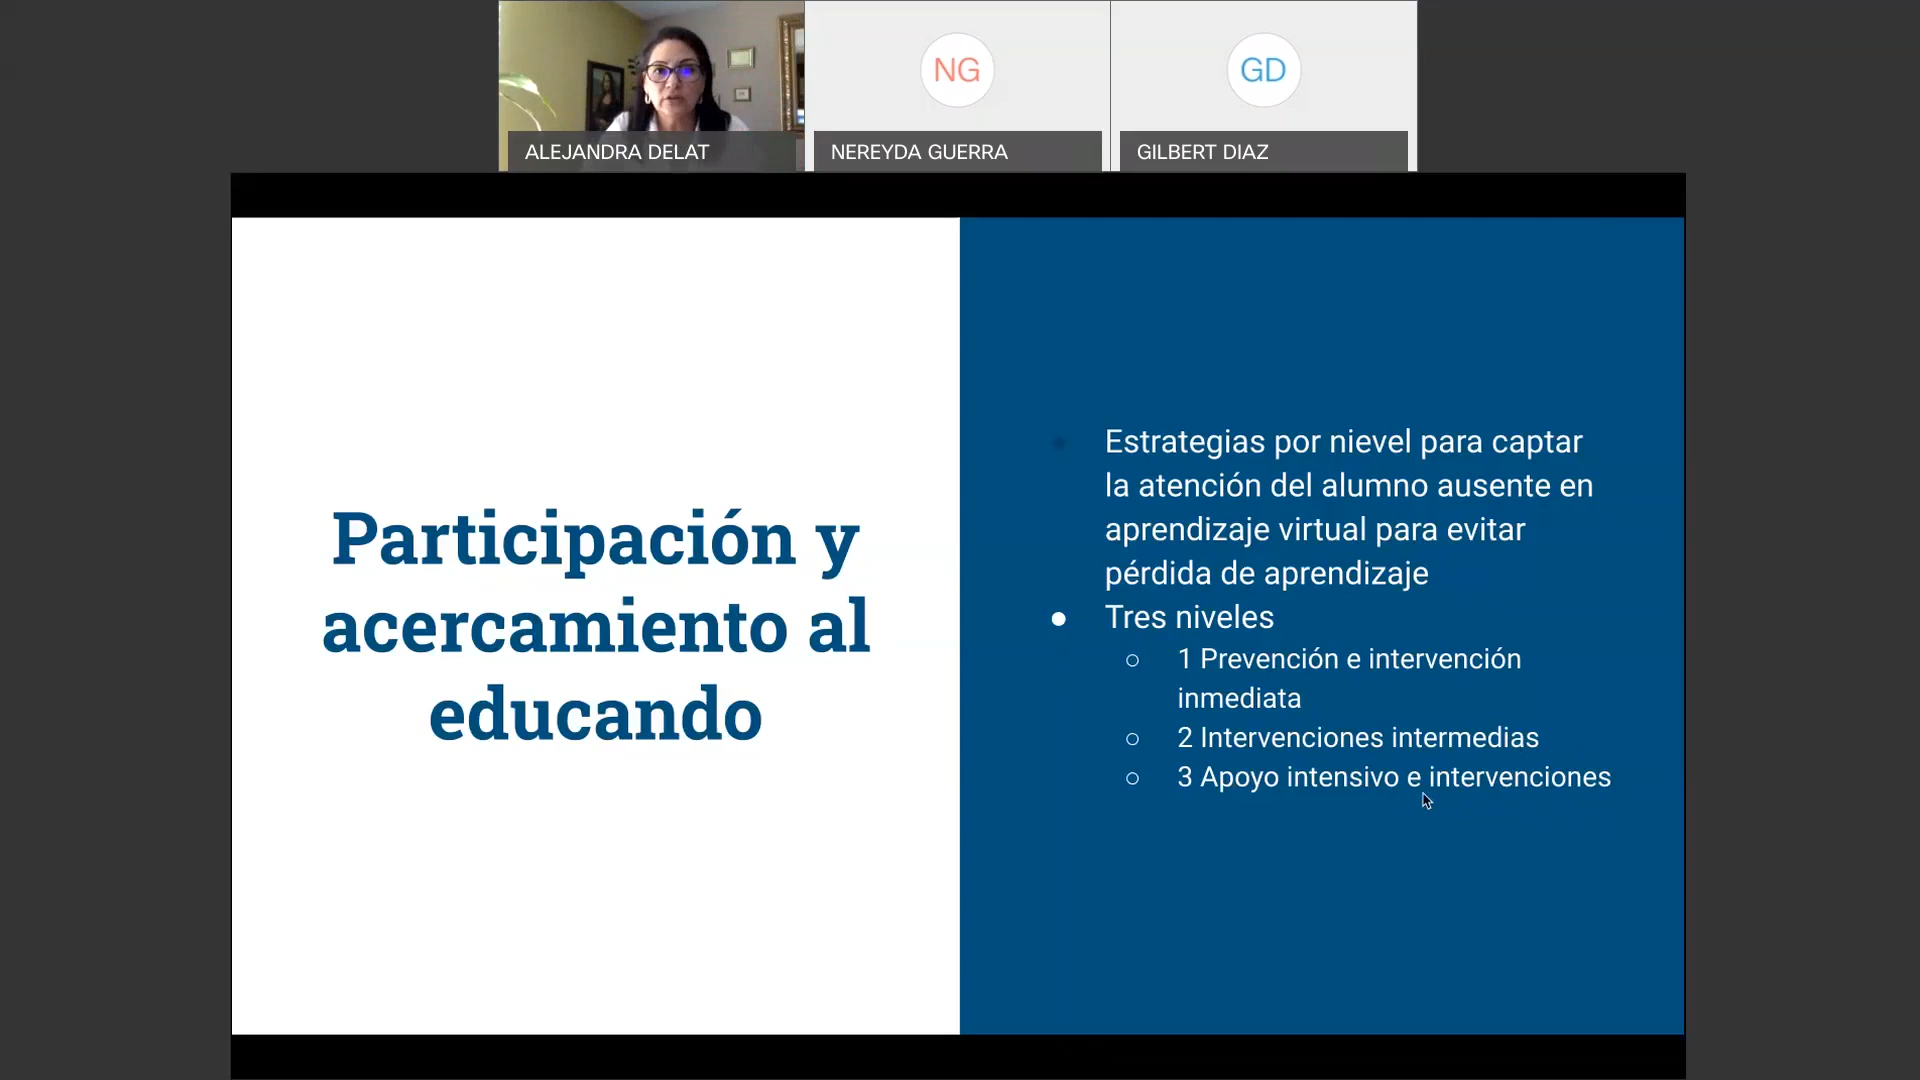 NG
GD
ALEJANDRA DELAT
NEREYDA GUERRA
GILBERT DIAZ
Participación y
acercamiento al
educando
Estrategias por nievel para captar
la atención del alumno ausente en
aprendizaje virtual para evitar
pérdida de aprendizaje
Tres niveles
1 Prevención e intervención
inmediata
2 Intervenciones intermedias
3 Apoyo intensivo e intervenciones